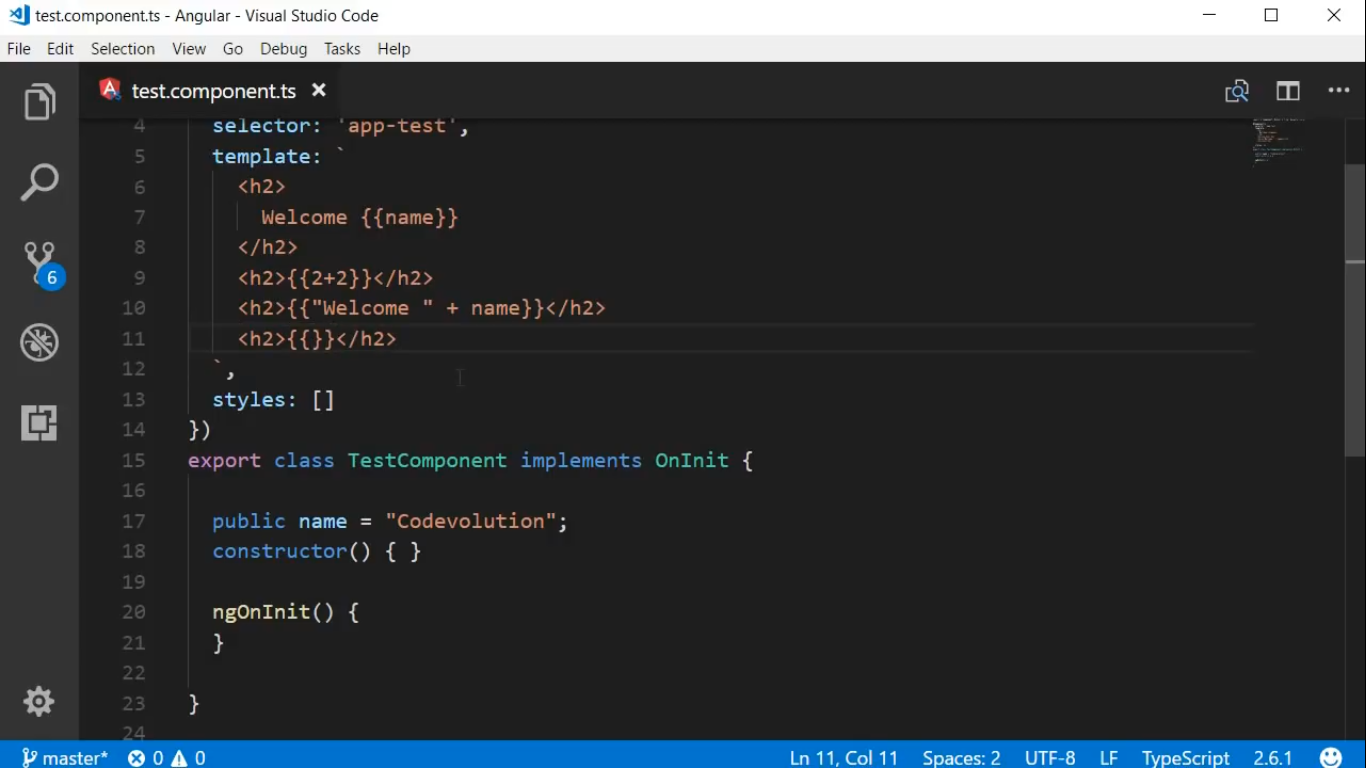 test.component.ts - Angular - Visual Studio Code
File Edit Selection View Go Debug Tasks Help
test.component.ts
4 selector: 'app-test',
5 template: `
6 <h2>
7 Welcome {{name}}
8 </h2>
9 <h2>{{2+2}}</h2>
10 <h2>{{"Welcome " + name}}</h2>
11 <h2>{{}}</h2>
12 `,
13 styles: []
14 })
15 export class TestComponent implements OnInit {
16
17 public name = "Codevolution";
18 constructor() { }
19
20 ngOnInit() {
21 }
22
23 }
24
6
master* 0 0 Ln 11, Col 11 Spaces: 2 UTF-8 LF TypeScript 2.6.1